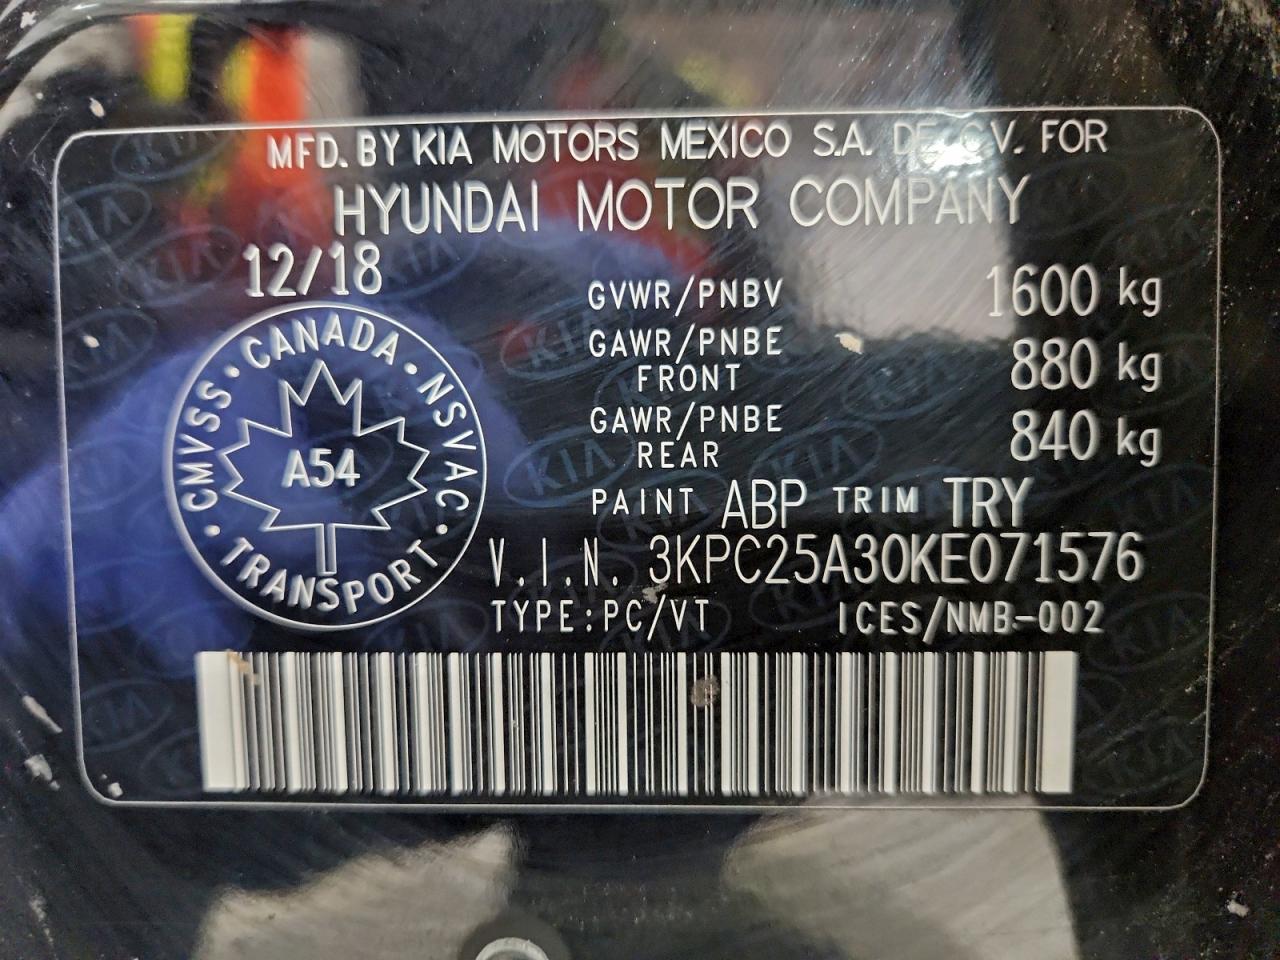 MFD. BY KIA MOTORS MEXICO S.A. DE C.V. FOR
HYUNDAI MOTOR COMPANY
12/18
GVWR/PNBV 1600 kg
GAWR/PNBE
FRONT 880 kg
GAWR/PNBE
REAR 840 kg
CANADA • NSVAC •
TRANSPORT • CMVSS •
A54
PAINT ABP TRIM TRY
V.I.N. 3KPC25A30KE071576
TYPE:PC/VT ICES/NMB-002